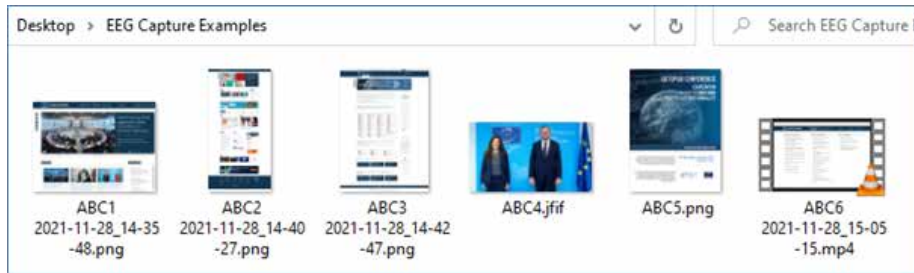 Desktop > EEG Capture Examples
Search EEG Capture
OCTOPUS CONFERENCE
ABC1
2021-11-28_14-35
-48.png
ABC2
2021-11-28_14-40
-27.png
ABC3
2021-11-28_14-42
-47.png
ABC4.jfif
ABC5.png
ABC6
2021-11-28_15-05
-15.mp4